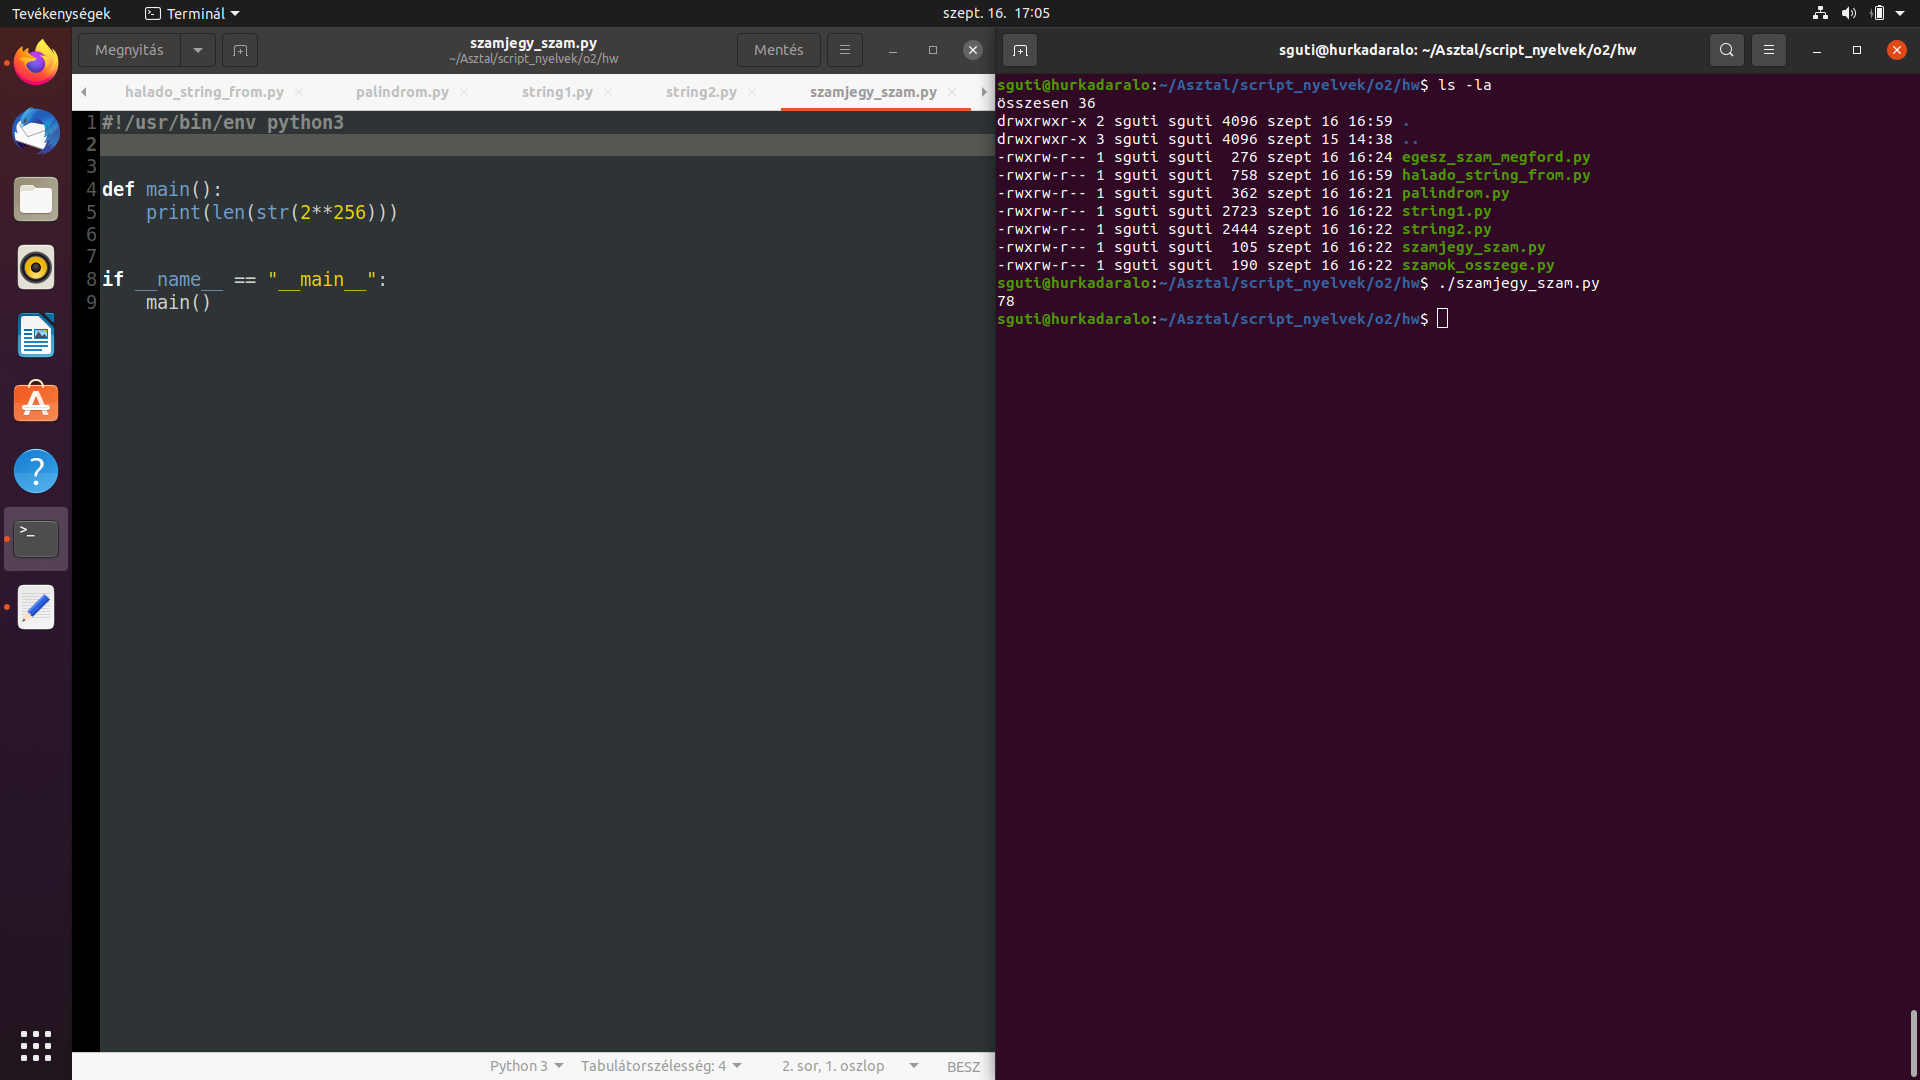 Tevékenységek Terminál szept. 16. 17:05
Megnyitás szamjegy_szam.py Mentés
~/Asztal/script_nyelvek/o2/hw
halado_string_from.py palindrom.py string1.py string2.py szamjegy_szam.py
1 #!/usr/bin/env python3
2
3
4 def main():
5     print(len(str(2**256)))
6
7
8 if __name__ == "__main__":
9     main()
Python 3 Tabulátorszélesség: 4 2. sor, 1. oszlop BESZ
sguti@hurkadaralo: ~/Asztal/script_nyelvek/o2/hw
sguti@hurkadaralo:~/Asztal/script_nyelvek/o2/hw$ ls -la
összesen 36
drwxrwxr-x 2 sguti sguti 4096 szept 16 16:59 .
drwxrwxr-x 3 sguti sguti 4096 szept 15 14:38 ..
-rwxrw-r-- 1 sguti sguti  276 szept 16 16:24 egesz_szam_megford.py
-rwxrw-r-- 1 sguti sguti  758 szept 16 16:59 halado_string_from.py
-rwxrw-r-- 1 sguti sguti  362 szept 16 16:21 palindrom.py
-rwxrw-r-- 1 sguti sguti 2723 szept 16 16:22 string1.py
-rwxrw-r-- 1 sguti sguti 2444 szept 16 16:22 string2.py
-rwxrw-r-- 1 sguti sguti  105 szept 16 16:22 szamjegy_szam.py
-rwxrw-r-- 1 sguti sguti  190 szept 16 16:22 szamok_osszege.py
sguti@hurkadaralo:~/Asztal/script_nyelvek/o2/hw$ ./szamjegy_szam.py
78
sguti@hurkadaralo:~/Asztal/script_nyelvek/o2/hw$